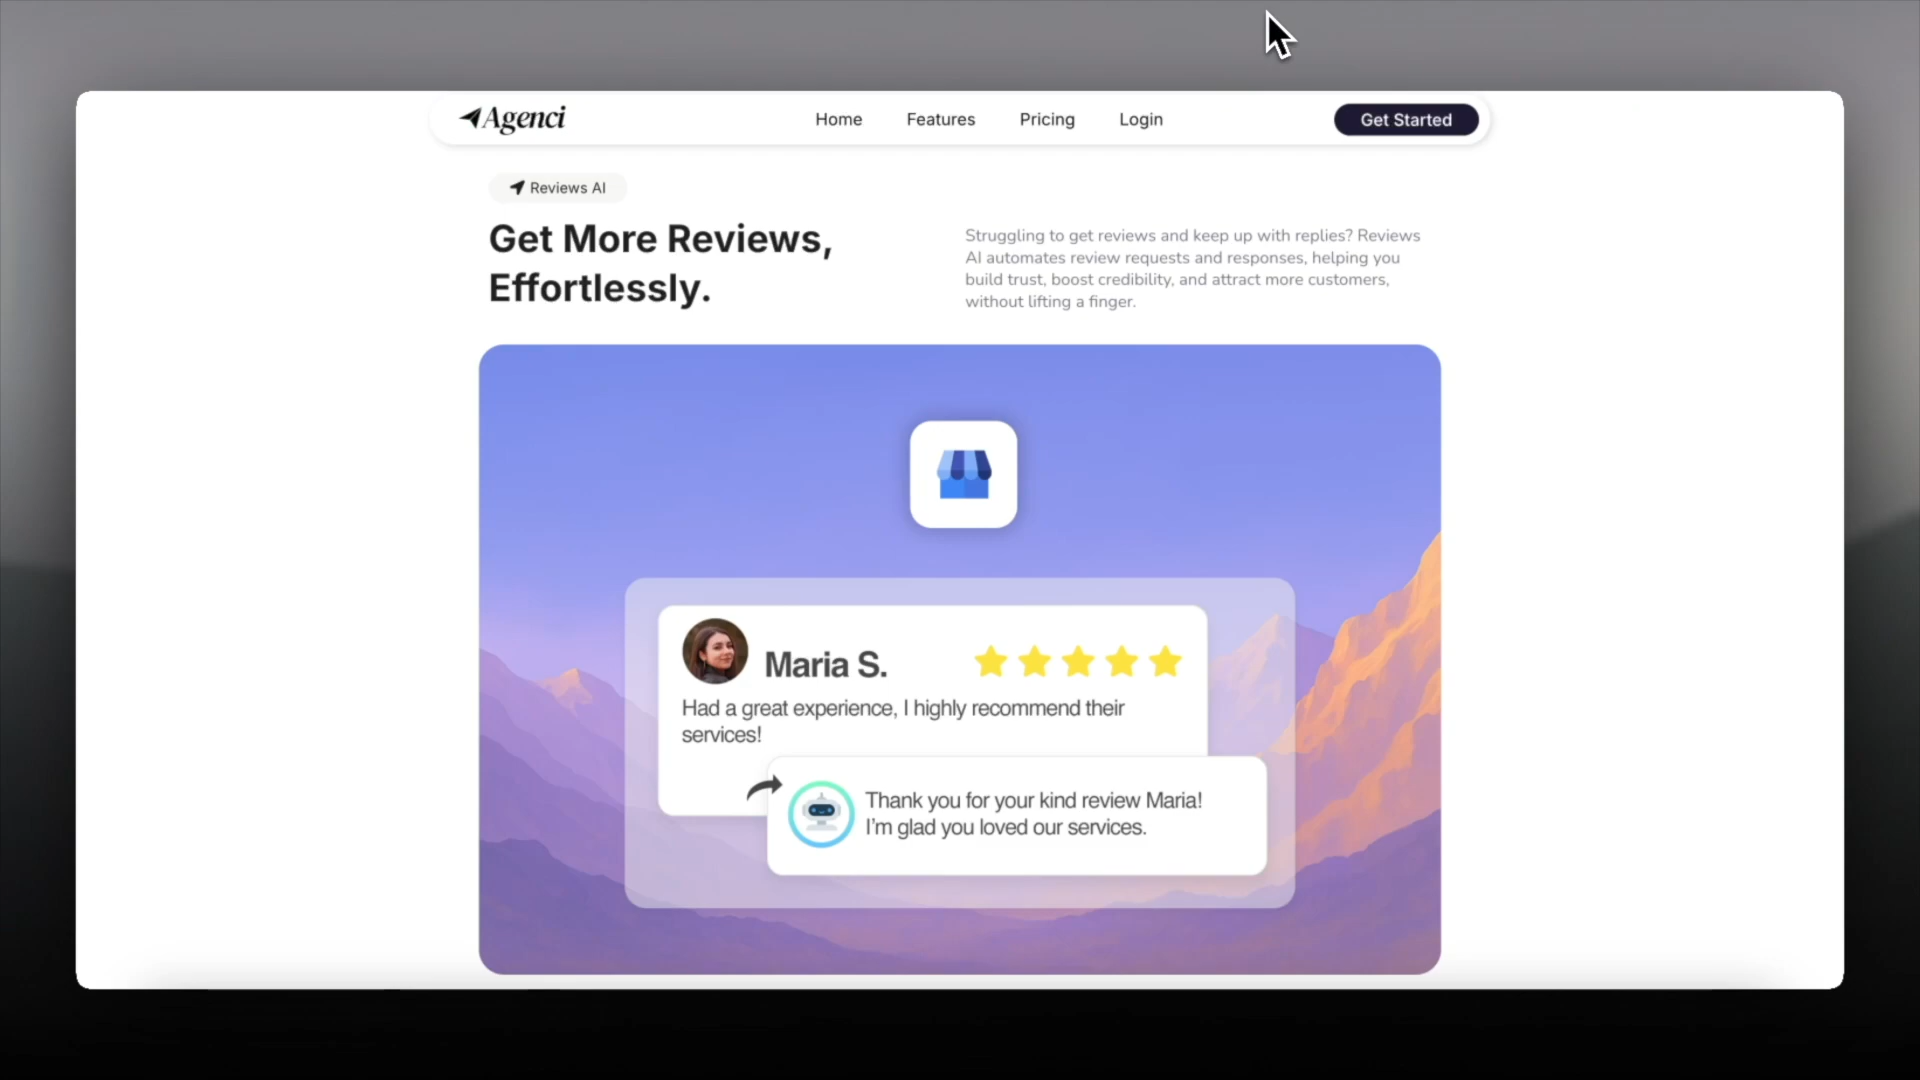 Agenci
Home
Features
Pricing
Login
Get Started
Reviews AI
Get More Reviews,
Effortlessly.
Struggling to get reviews and keep up with replies? Reviews
AI automates review requests and responses, helping you
build trust, boost credibility, and attract more customers,
without lifting a finger.
Maria S.
Had a great experience, I highly recommend their
services!
Thank you for your kind review Maria!
I'm glad you loved our services.